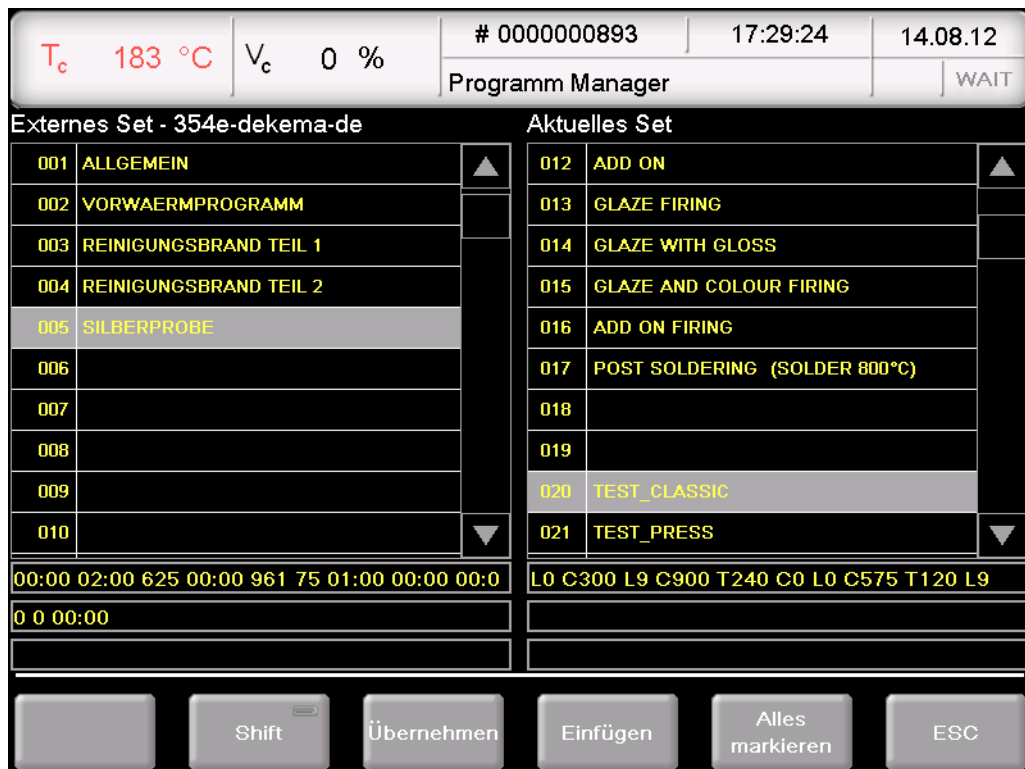 Tc 183 °C Vc 0 % # 0000000893 17:29:24 14.08.12
Programm Manager WAIT
Externes Set - 354e-dekema-de
001 ALLGEMEIN
002 VORWAERMPROGRAMM
003 REINIGUNGSBRAND TEIL 1
004 REINIGUNGSBRAND TEIL 2
005 SILBERPROBE
006
007
008
009
010
00:00 02:00 625 00:00 961 75 01:00 00:00 00:0
0 0 00:00
Aktuelles Set
012 ADD ON
013 GLAZE FIRING
014 GLAZE WITH GLOSS
015 GLAZE AND COLOUR FIRING
016 ADD ON FIRING
017 POST SOLDERING (SOLDER 800°C)
018
019
020 TEST_CLASSIC
021 TEST_PRESS
L0 C300 L9 C900 T240 C0 L0 C575 T120 L9
Shift
Übernehmen
Einfügen
Alles
markieren
ESC